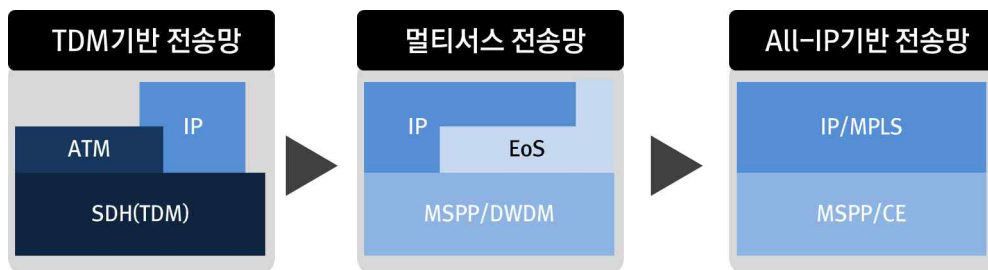 TDM기반 전송망
IP
ATM
SDH(TDM)
멀티서스 전송망
IP
EoS
MSPP/DWDM
All-IP기반 전송망
IP/MPLS
MSPP/CE